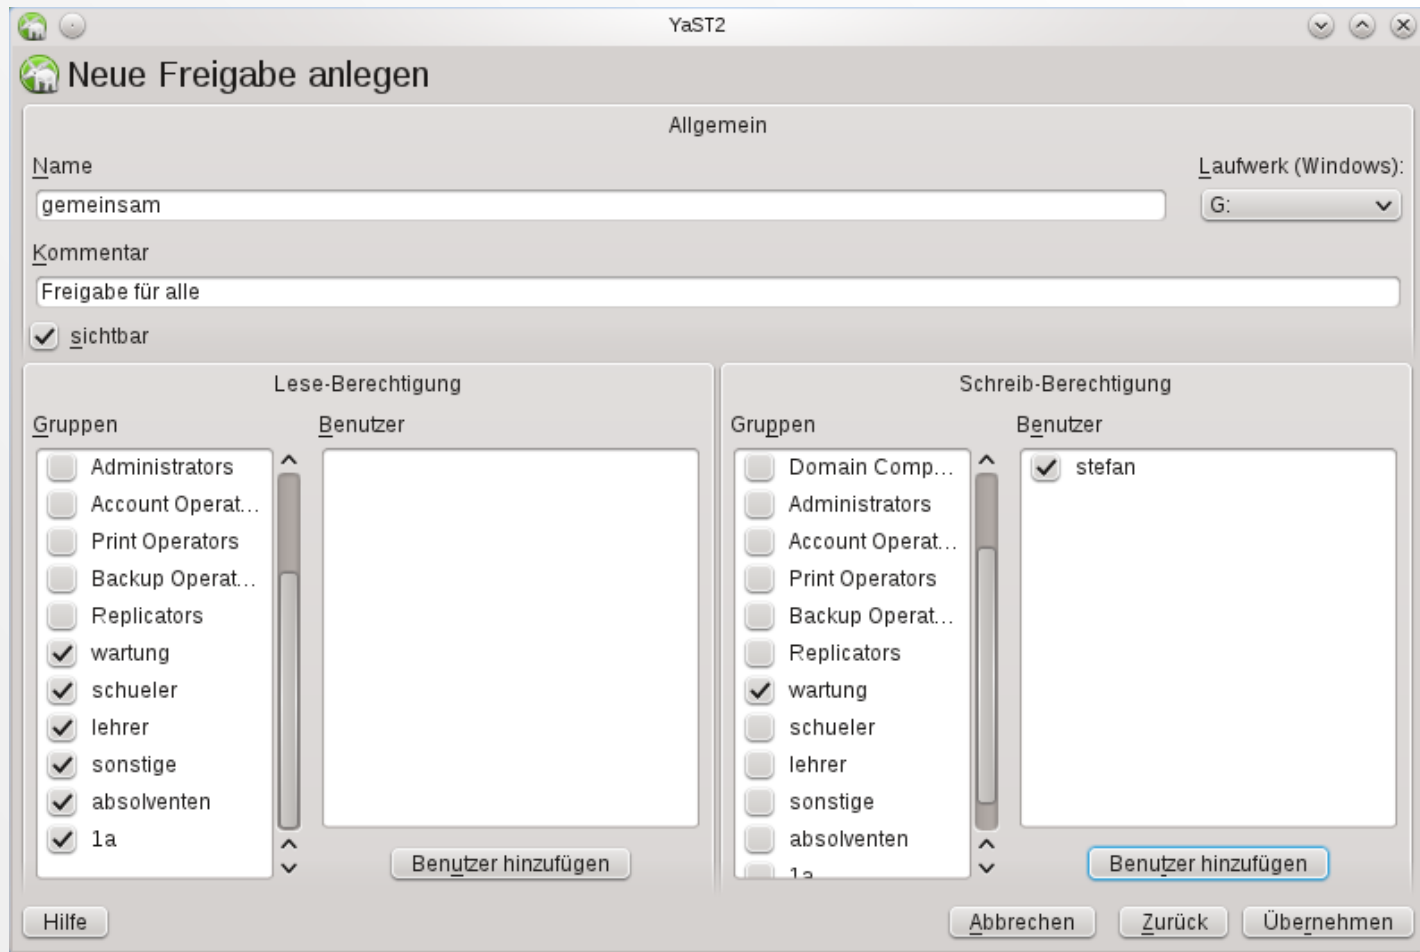 YaST2
Neue Freigabe anlegen
Allgemein
Name
Laufwerk (Windows):
gemeinsam
G:
Kommentar
Freigabe für alle
sichtbar
Lese-Berechtigung
Gruppen
Benutzer
Administrators
Account Operat...
Print Operators
Backup Operat...
Replicators
wartung
schueler
lehrer
sonstige
absolventen
1a
Benutzer hinzufügen
Schreib-Berechtigung
Gruppen
Benutzer
Domain Comp...
stefan
Administrators
Account Operat...
Print Operators
Backup Operat...
Replicators
wartung
schueler
lehrer
sonstige
absolventen
1a
Benutzer hinzufügen
Hilfe
Abbrechen
Zurück
Übernehmen